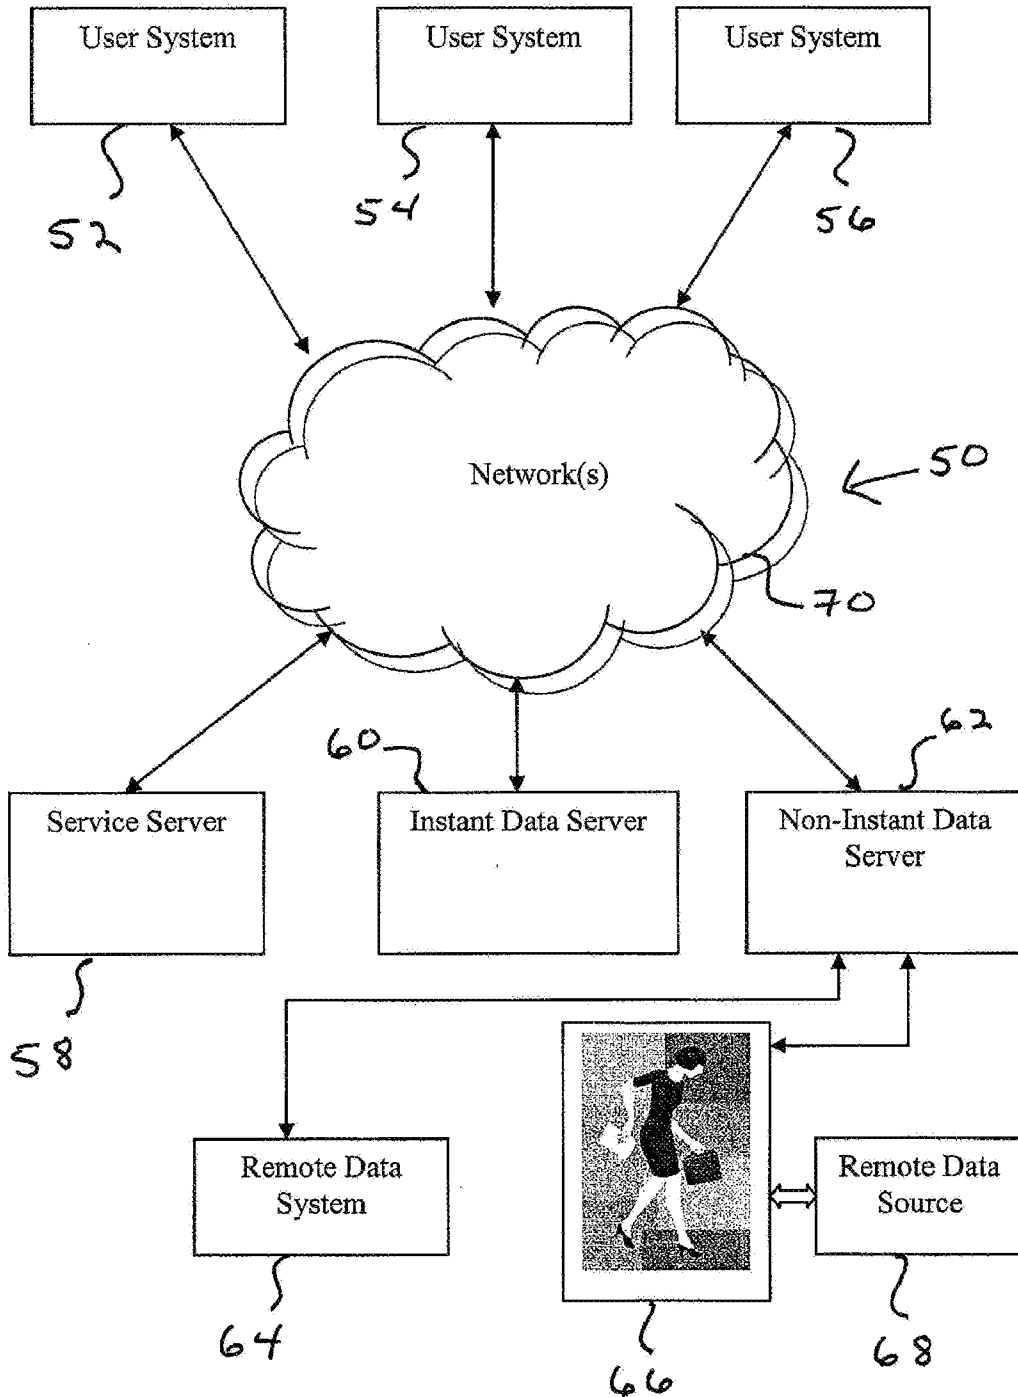 User System
User System
User System
52
54
56
Network(s)
50
70
60
62
Service Server
Instant Data Server
Non-Instant Data
Server
58
Remote Data
System
Remote Data
Source
64
66
68